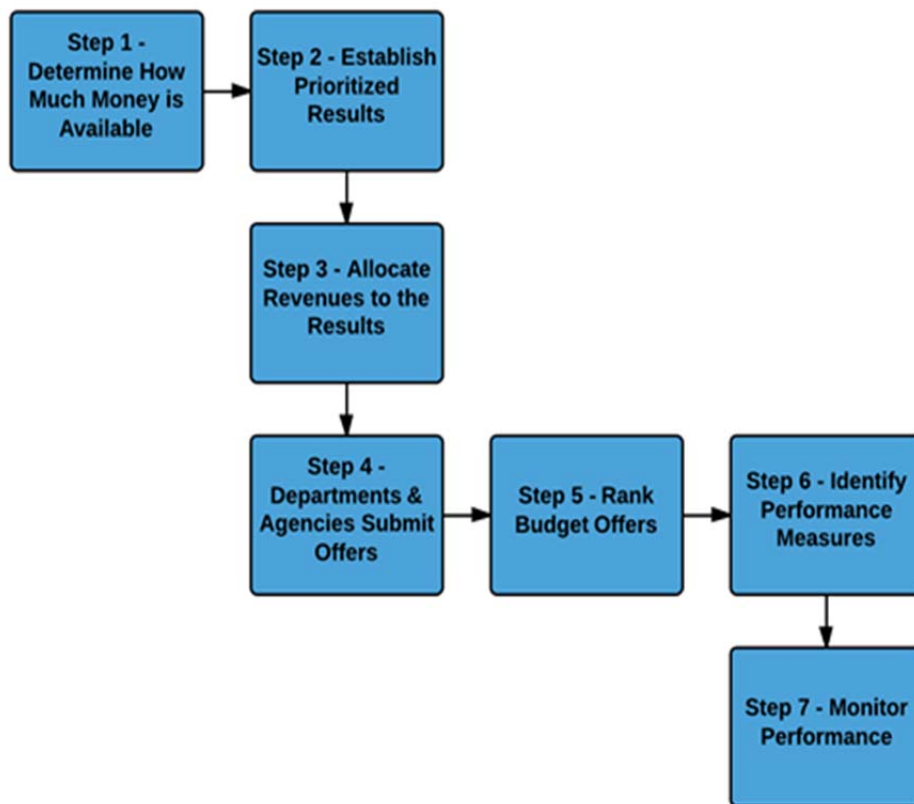 Step 1 -
Determine How
Much Money is
Available
Step 2 - Establish
Prioritized
Results
Step 3 - Allocate
Revenues to the
Results
Step 4 -
Departments &
Agencies Submit
Offers
Step 5 - Rank
Budget Offers
Step 6 - Identify
Performance
Measures
Step 7 - Monitor
Performance